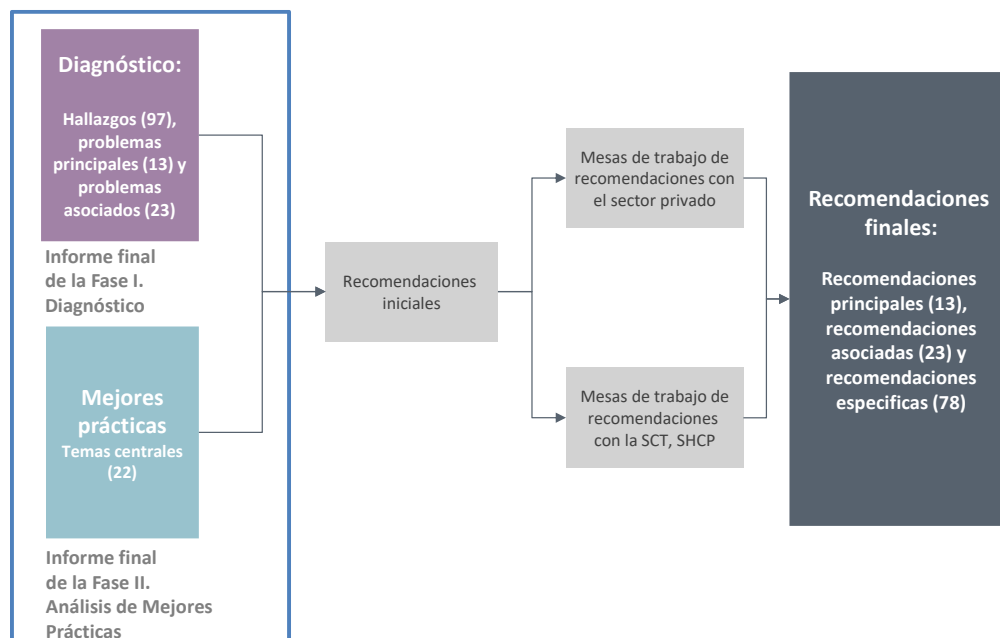 Diagnóstico:
Hallazgos (97),
problemas
principales (13) y
problemas
asociados (23)
Informe final
de la Fase I.
Diagnóstico
Mejores
prácticas
Temas centrales
(22)
Informe final
de la Fase II.
Análisis de Mejores
Prácticas
Recomendaciones
iniciales
Mesas de trabajo de
recomendaciones con
el sector privado
Mesas de trabajo de
recomendaciones
con la SCT, SHCP
Recomendaciones
finales:
Recomendaciones
principales (13),
recomendaciones
asociadas (23) y
recomendaciones
especificas (78)